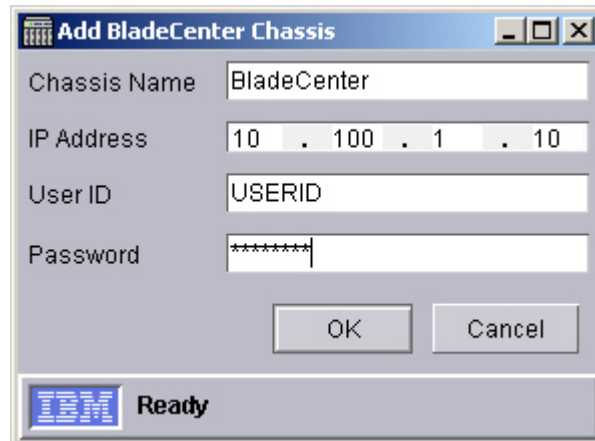 Add BladeCenter Chassis
Chassis Name BladeCenter
IP Address 10 . 100 . 1 . 10
User ID USERID
Password ********
OK Cancel
IBM Ready